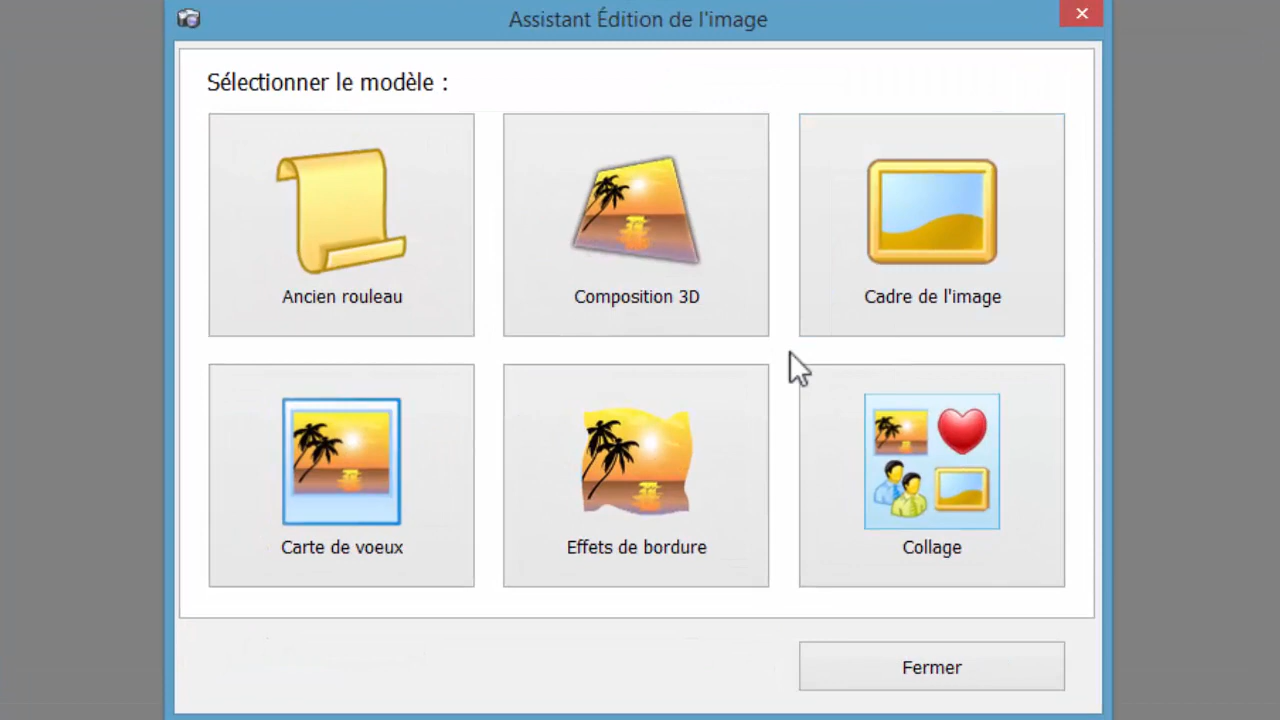 Assistant Édition de l'image
Sélectionner le modèle :
Ancien rouleau
Composition 3D
Cadre de l'image
Carte de voeux
Effets de bordure
Collage
Fermer